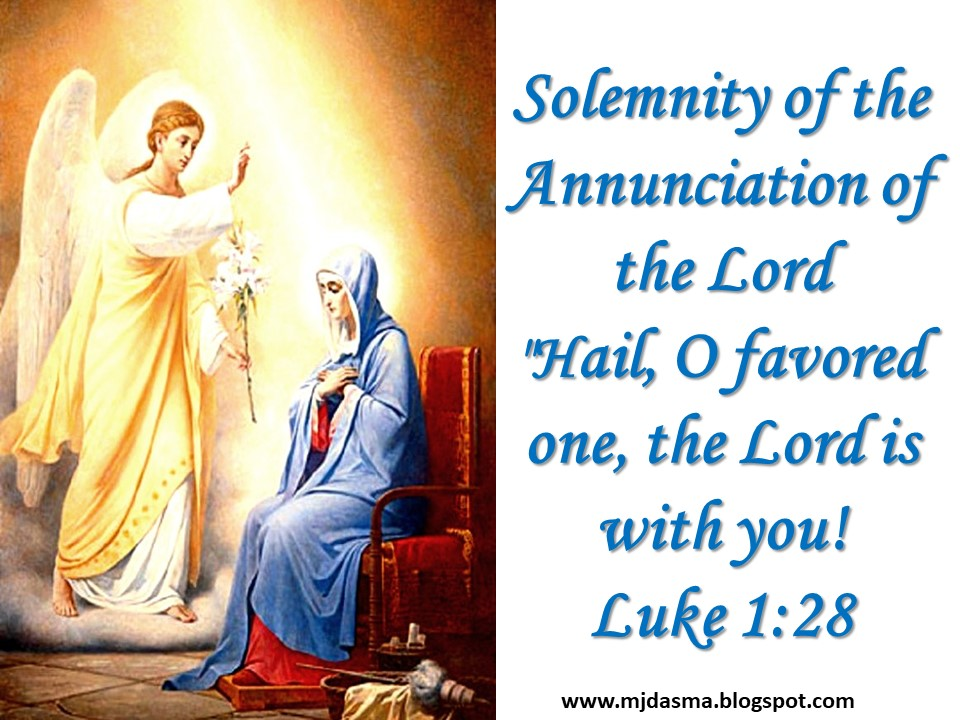 Solemnity of the
Annunciation of
the Lord
"Hail, O favored
one, the Lord is
with you!
Luke 1:28
www.mjdasma.blogspot.com